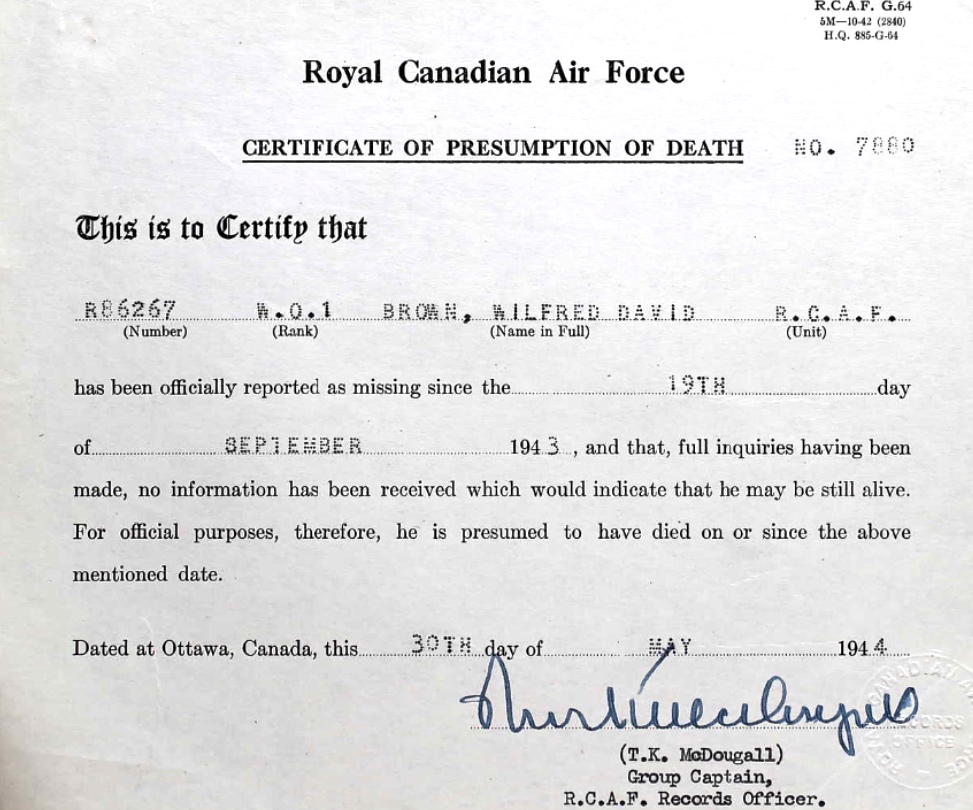 R.C.A.F. G.64
5M—10-42 (2840)
H.Q. 885-G-64
Royal Canadian Air Force
CERTIFICATE OF PRESUMPTION OF DEATH NO. 7880
This is to Certify that
R86267 W.O.1 BROWN, WILFRED DAVID R.C.A.F.
(Number) (Rank) (Name in Full) (Unit)
has been officially reported as missing since the 19TH day
of SEPTEMBER 1943, and that, full inquiries having been
made, no information has been received which would indicate that he may be still alive.
For official purposes, therefore, he is presumed to have died on or since the above
mentioned date.
Dated at Ottawa, Canada, this 30TH day of MAY 1944
(T.K. McDougall)
Group Captain,
R.C.A.F. Records Officer.